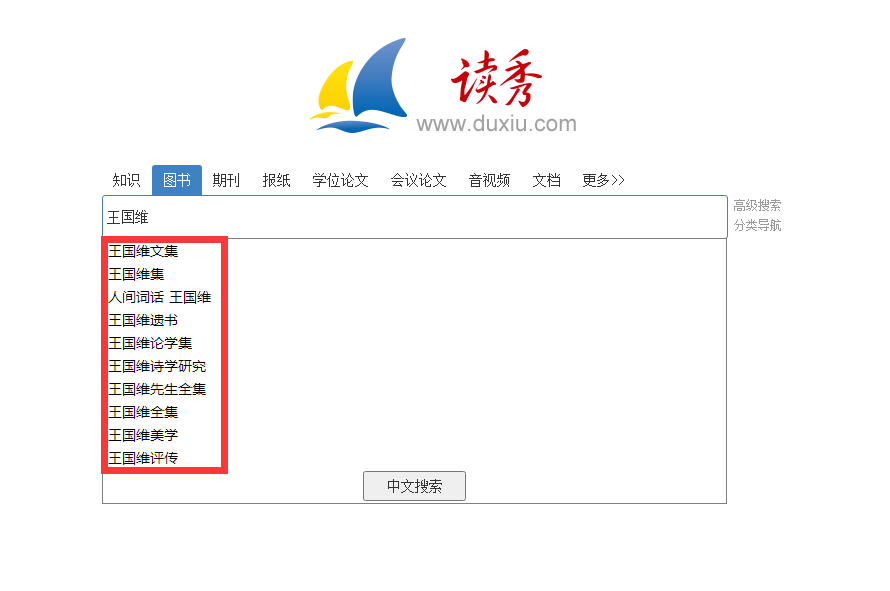 读秀
www.duxiu.com
知识 图书 期刊 报纸 学位论文 会议论文 音视频 文档 更多>>
王国维
高级搜索
分类导航
王国维文集
王国维集
人间词话 王国维
王国维遗书
王国维论学集
王国维诗学研究
王国维先生全集
王国维全集
王国维美学
王国维评传
中文搜索